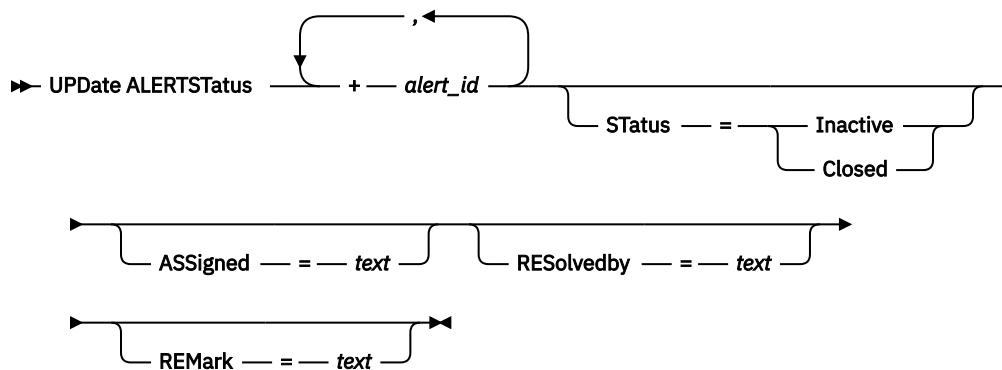 ,
UPDate ALERTSTatus + alert_id
STatus = Inactive
Closed
ASSigned = text RESolvedby = text
REMark = text